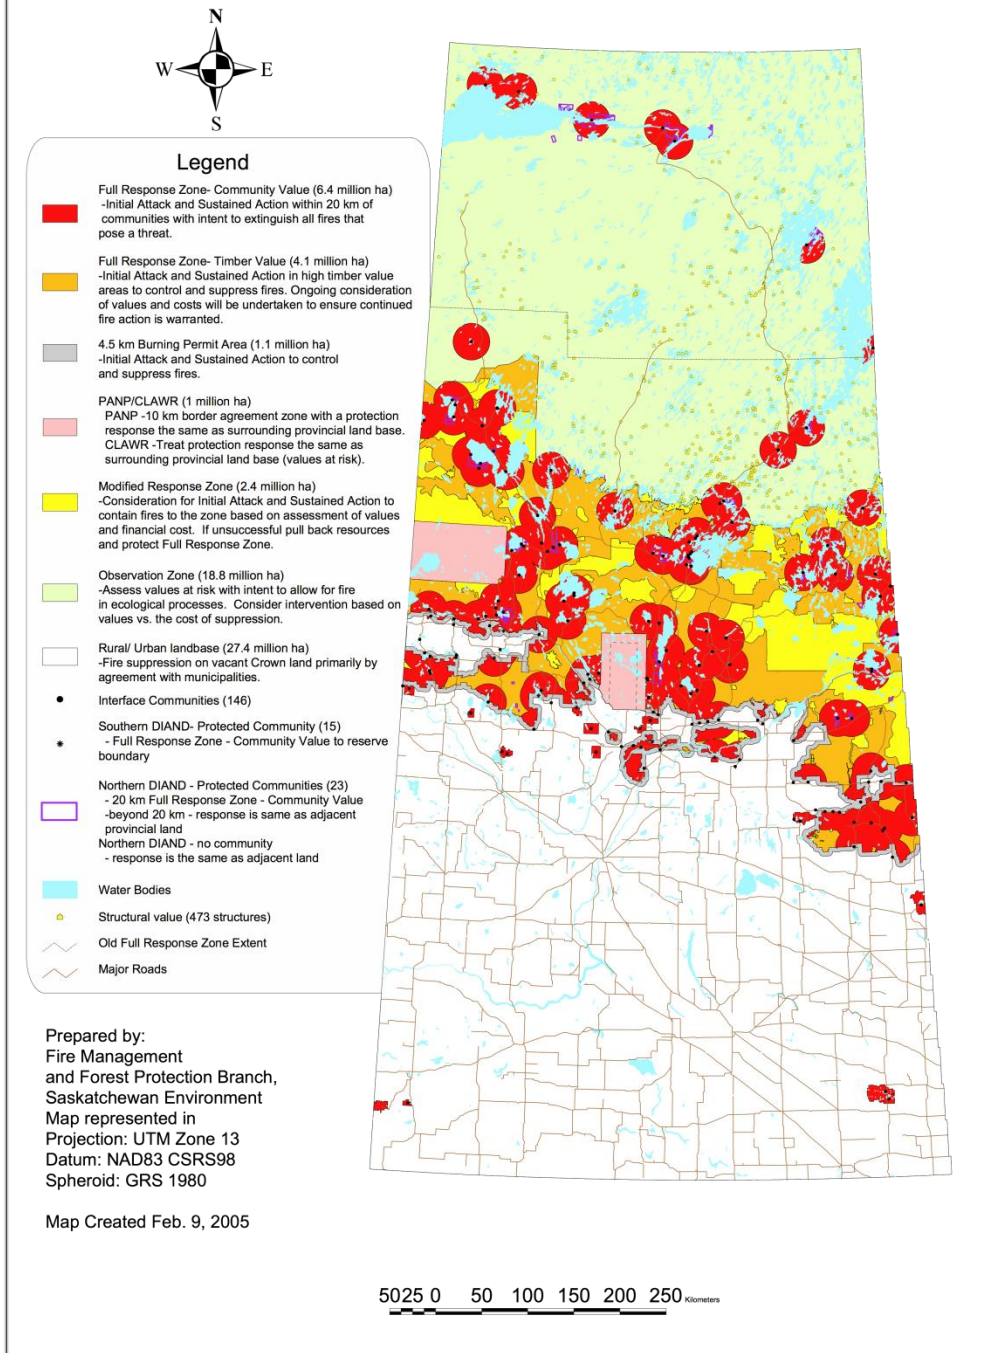 N
W E
S
Legend
Full Response Zone- Community Value (6.4 million ha)
-Initial Attack and Sustained Action within 20 km of
communities with intent to extinguish all fires that
pose a threat.
Full Response Zone- Timber Value (4.1 million ha)
-Initial Attack and Sustained Action in high timber value
areas to control and suppress fires. Ongoing consideration
of values and costs will be undertaken to ensure continued
fire action is warranted.
4.5 km Burning Permit Area (1.1 million ha)
-Initial Attack and Sustained Action to control
and suppress fires.
PANP/CLAWR (1 million ha)
PANP -10 km border agreement zone with a protection
response the same as surrounding provincial land base.
CLAWR -Treat protection response the same as
surrounding provincial land base (values at risk).
Modified Response Zone (2.4 million ha)
-Consideration for Initial Attack and Sustained Action to
contain fires to the zone based on assessment of values
and financial cost. If unsuccessful pull back resources
and protect Full Response Zone.
Observation Zone (18.8 million ha)
-Assess values at risk with intent to allow for fire
in ecological processes. Consider intervention based on
values vs. the cost of suppression.
Rural/ Urban landbase (27.4 million ha)
-Fire suppression on vacant Crown land primarily by
agreement with municipalities.
Interface Communities (146)
Southern DIAND- Protected Community (15)
- Full Response Zone - Community Value to reserve
boundary
Northern DIAND - Protected Communities (23)
- 20 km Full Response Zone - Community Value
-beyond 20 km - response is same as adjacent
provincial land
Northern DIAND - no community
- response is the same as adjacent land
Water Bodies
Structural value (473 structures)
Old Full Response Zone Extent
Major Roads
Prepared by:
Fire Management
and Forest Protection Branch,
Saskatchewan Environment
Map represented in
Projection: UTM Zone 13
Datum: NAD83 CSRS98
Spheroid: GRS 1980
Map Created Feb. 9, 2005
5025 0 50 100 150 200 250 Kilometers